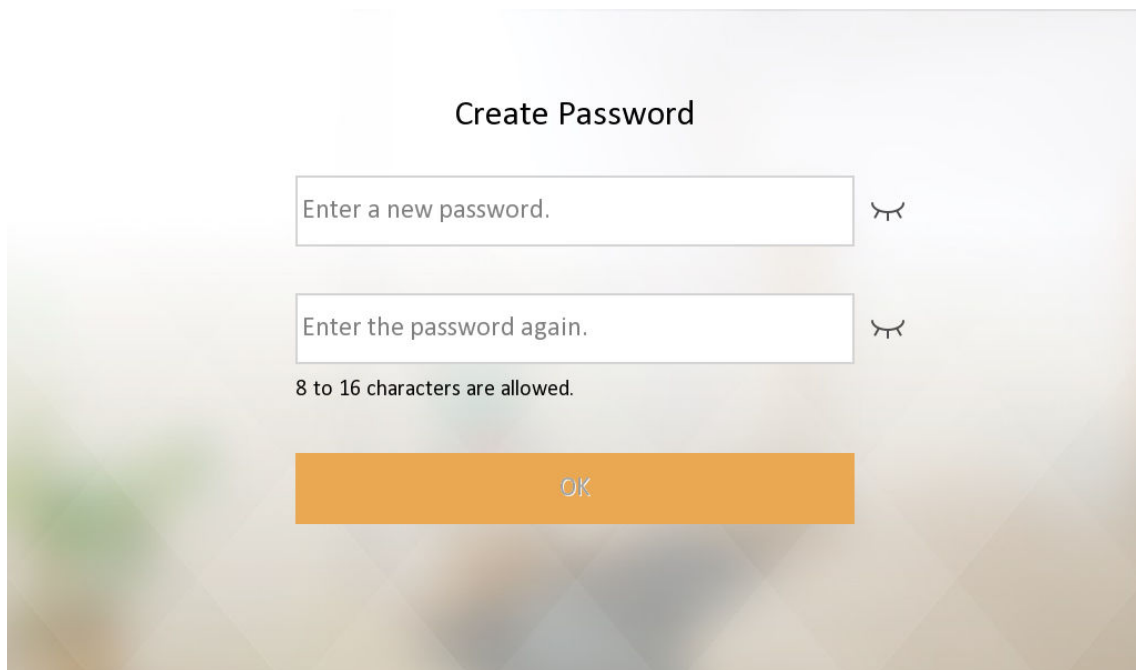 Create Password
Enter a new password.
Enter the password again.
8 to 16 characters are allowed.
OK